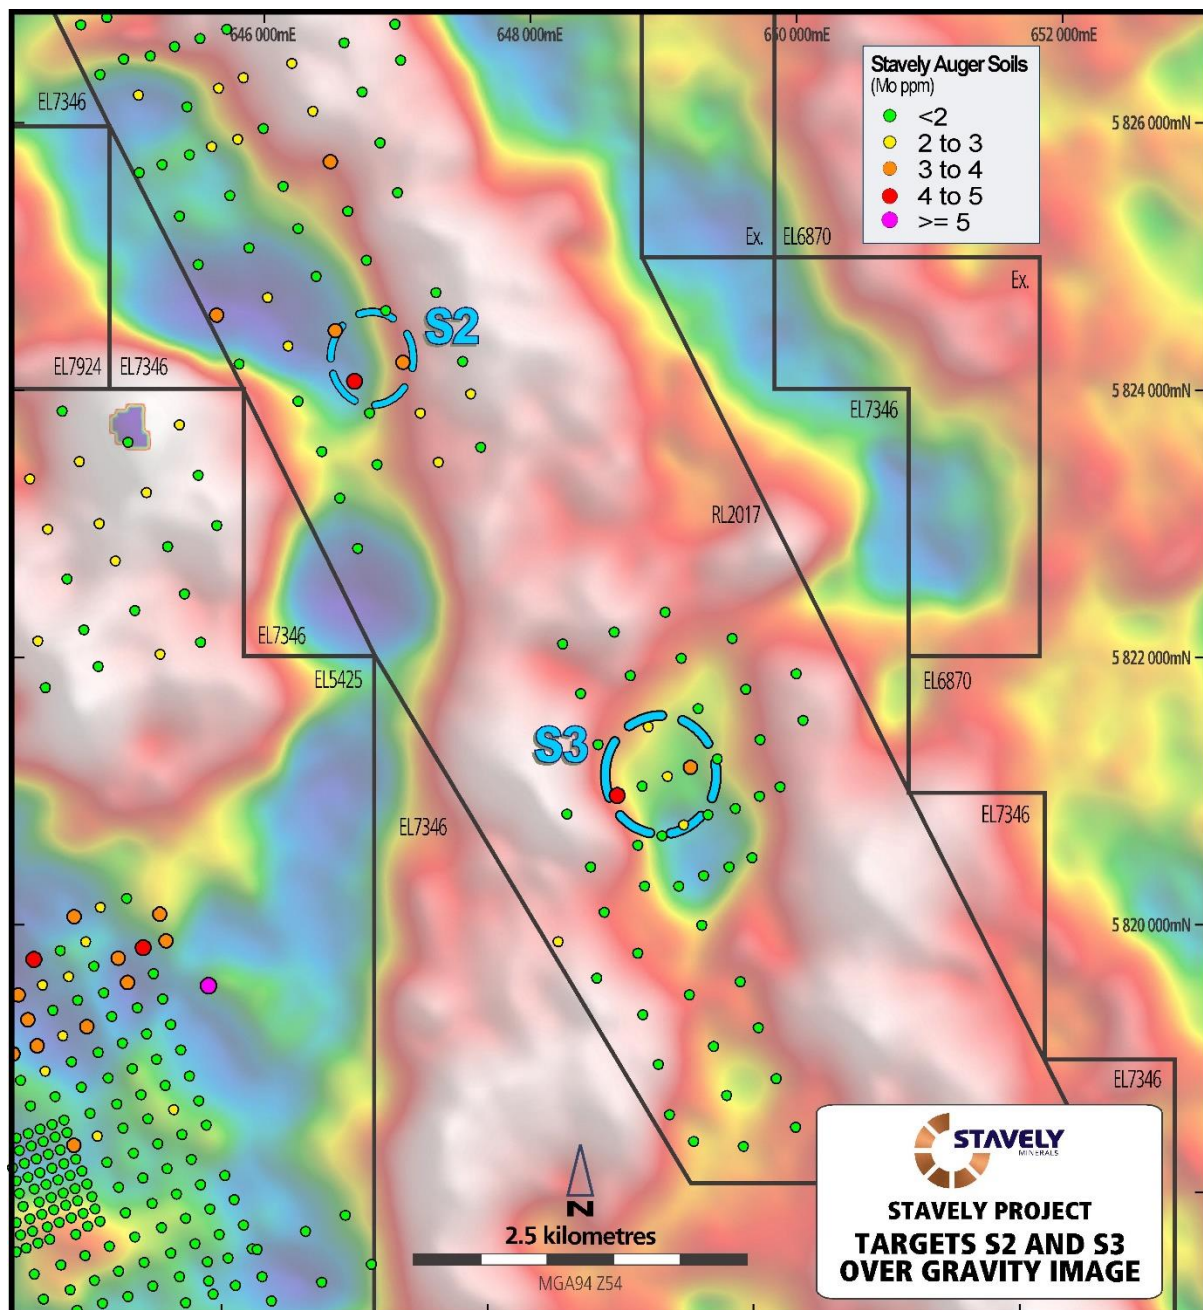 646 000mE
648 000mE
650 000mE
652 000mE
Stavely Auger Soils
(Mo ppm)
<2
2 to 3
3 to 4
4 to 5
>= 5
EL7346
5 826 000mN
Ex.
EL6870
Ex.
S2
EL7924
EL7346
5 824 000mN
EL7346
RL2017
EL7346
EL5425
5 822 000mN
EL6870
S3
EL7346
EL7346
5 820 000mN
EL7346
N
2.5 kilometres
MGA94 Z54
STAVELY
MINERALS
STAVELY PROJECT
TARGETS S2 AND S3
OVER GRAVITY IMAGE